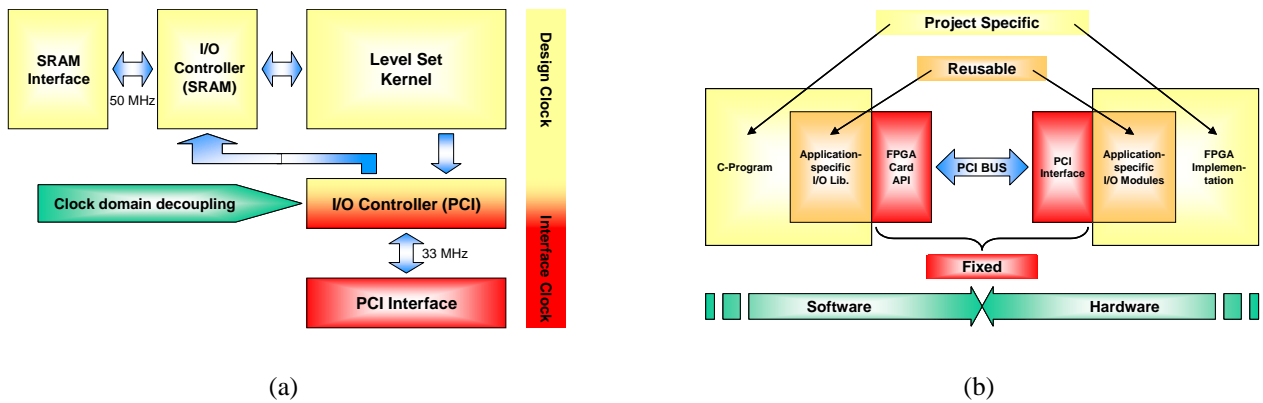 SRAM
Interface
50 MHz
I/O
Controller
(SRAM)
Level Set
Kernel
Design Clock
Clock domain decoupling
I/O Controller (PCI)
Interface Clock
33 MHz
PCI Interface
(a)
Project Specific
Reusable
C-Program
Application-
specific
I/O Lib.
FPGA
Card
API
PCI BUS
PCI
Interface
Application-
specific
I/O Modules
FPGA
Implemen-
tation
Fixed
Software
Hardware
(b)